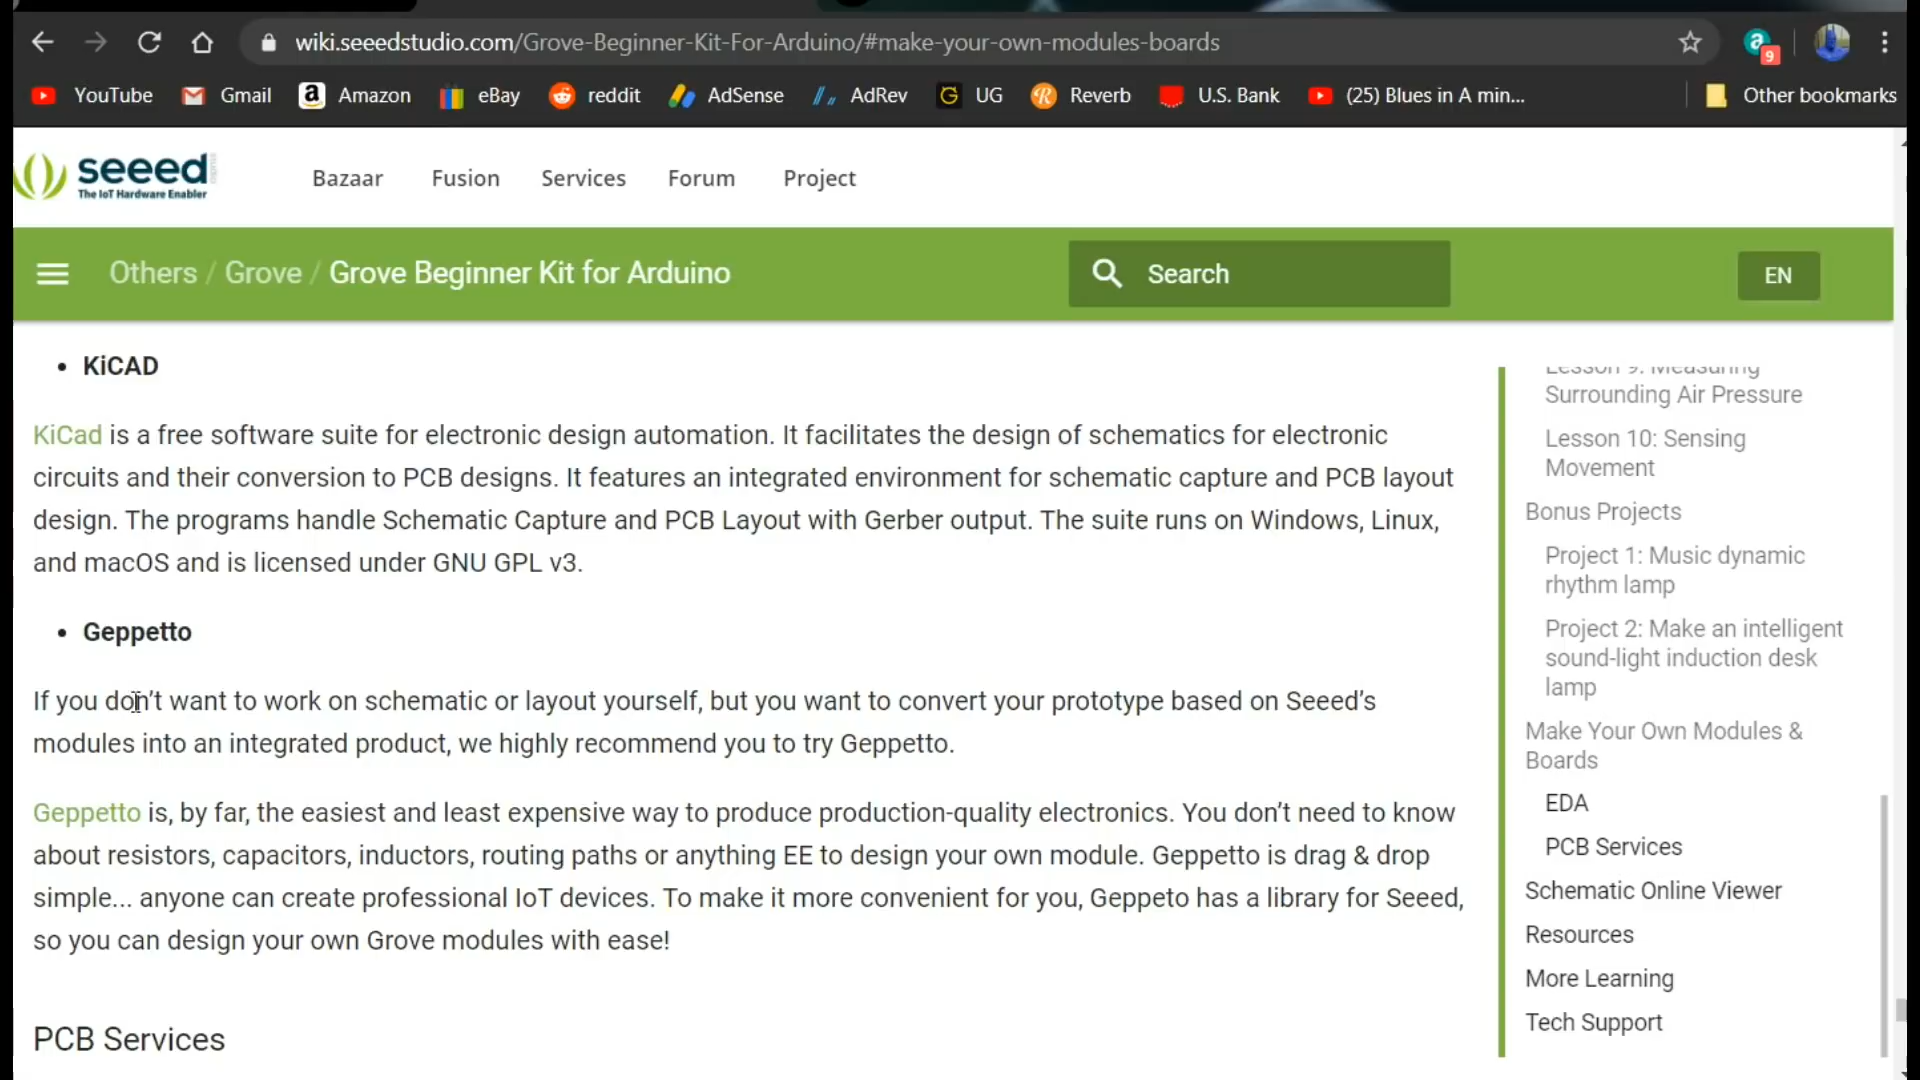 wiki.seeedstudio.com/Grove-Beginner-Kit-For-Arduino/#make-your-own-modules-boards
a
9
YouTube Gmail a Amazon eBay reddit AdSense AdRev G UG R Reverb U.S. Bank (25) Blues in A min... Other bookmarks
seeed
The IoT Hardware Enabler
Bazaar Fusion Services Forum Project
Others / Grove / Grove Beginner Kit for Arduino
Search
EN
• KiCAD
KiCad is a free software suite for electronic design automation. It facilitates the design of schematics for electronic
circuits and their conversion to PCB designs. It features an integrated environment for schematic capture and PCB layout
design. The programs handle Schematic Capture and PCB Layout with Gerber output. The suite runs on Windows, Linux,
and macOS and is licensed under GNU GPL v3.
• Geppetto
If you don’t want to work on schematic or layout yourself, but you want to convert your prototype based on Seeed’s
modules into an integrated product, we highly recommend you to try Geppetto.
Geppetto is, by far, the easiest and least expensive way to produce production-quality electronics. You don’t need to know
about resistors, capacitors, inductors, routing paths or anything EE to design your own module. Geppetto is drag & drop
simple... anyone can create professional IoT devices. To make it more convenient for you, Geppeto has a library for Seeed,
so you can design your own Grove modules with ease!
PCB Services
Lesson 9: Measuring
Surrounding Air Pressure
Lesson 10: Sensing
Movement
Bonus Projects
Project 1: Music dynamic
rhythm lamp
Project 2: Make an intelligent
sound-light induction desk
lamp
Make Your Own Modules &
Boards
EDA
PCB Services
Schematic Online Viewer
Resources
More Learning
Tech Support